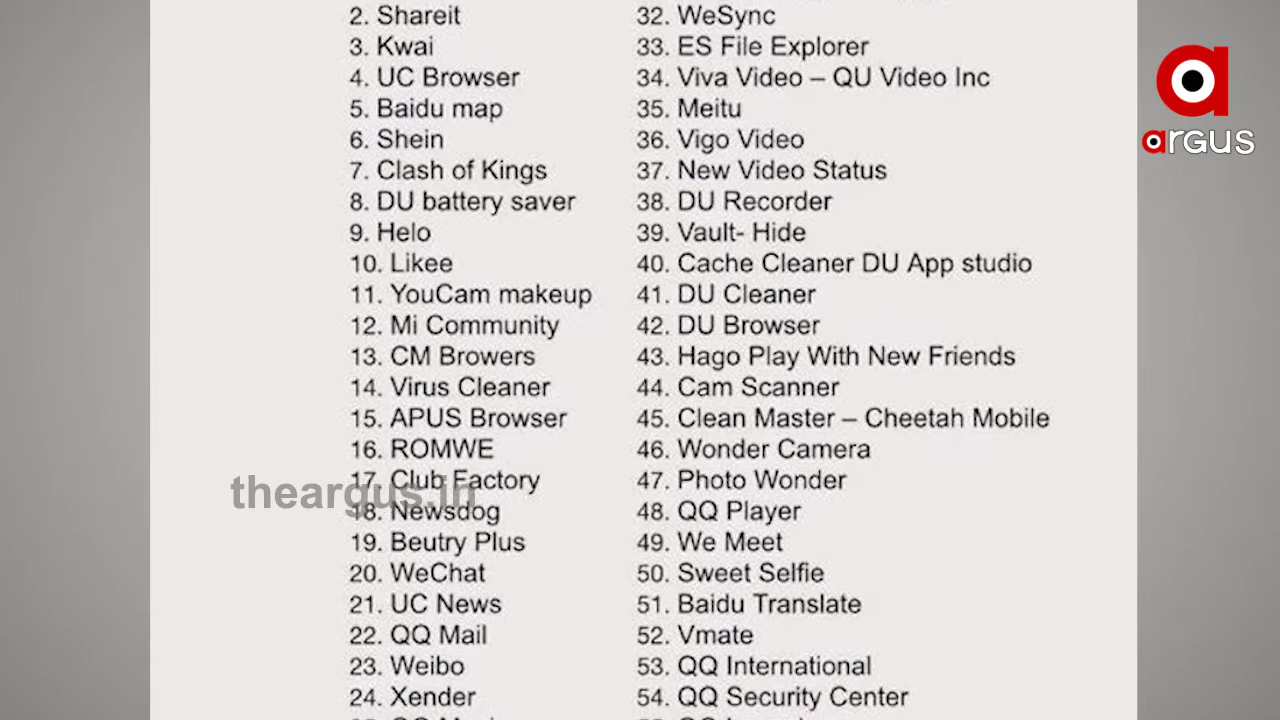 2. Shareit
3. Kwai
4. UC Browser
5. Baidu map
6. Shein
7. Clash of Kings
8. DU battery saver
9. Helo
10. Likee
11. YouCam makeup
12. Mi Community
13. CM Browers
14. Virus Cleaner
15. APUS Browser
16. ROMWE
17. Club Factory
18. Newsdog
19. Beutry Plus
20. WeChat
21. UC News
22. QQ Mail
23. Weibo
24. Xender
32. WeSync
33. ES File Explorer
34. Viva Video – QU Video Inc
35. Meitu
36. Vigo Video
37. New Video Status
38. DU Recorder
39. Vault- Hide
40. Cache Cleaner DU App studio
41. DU Cleaner
42. DU Browser
43. Hago Play With New Friends
44. Cam Scanner
45. Clean Master – Cheetah Mobile
46. Wonder Camera
47. Photo Wonder
48. QQ Player
49. We Meet
50. Sweet Selfie
51. Baidu Translate
52. Vmate
53. QQ International
54. QQ Security Center
argus
theargus.in